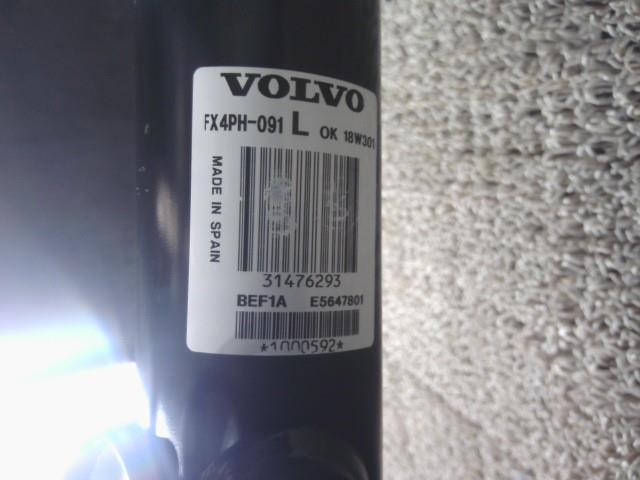 VOLVO
FX4PH-091 L OK 18W301
MADE IN SPAIN
31476293
BEF1A E5647801
*1000592*